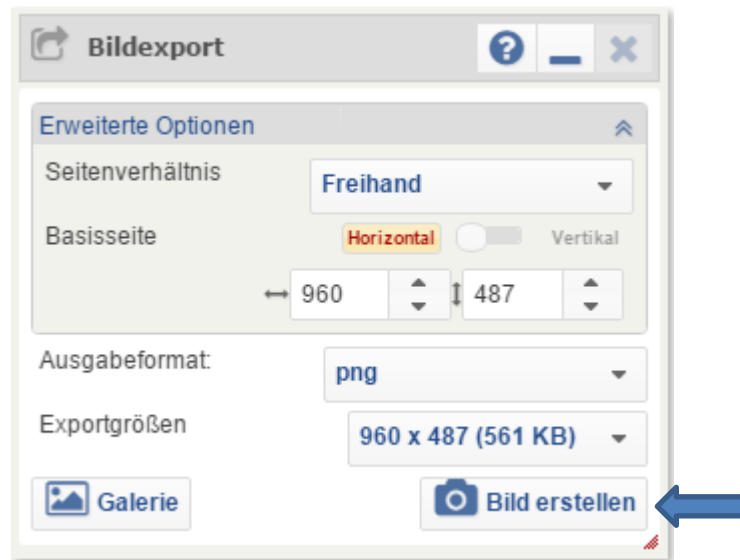 Bildexport
Erweiterte Optionen
Seitenverhältnis Freihand
Basisseite Horizontal Vertikal
960 487
Ausgabeformat: png
Exportgrößen 960 x 487 (561 KB)
Galerie Bild erstellen